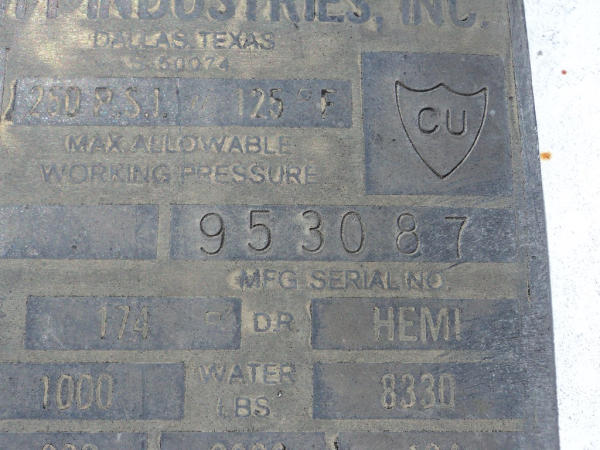 INDUSTRIES, INC.
DALLAS, TEXAS
250 P.S.I. 125 °F
CU
MAX. ALLOWABLE
WORKING PRESSURE
953087
MFG. SERIAL NO.
174 D.R. HEMI
1000 WATER LBS. 8330